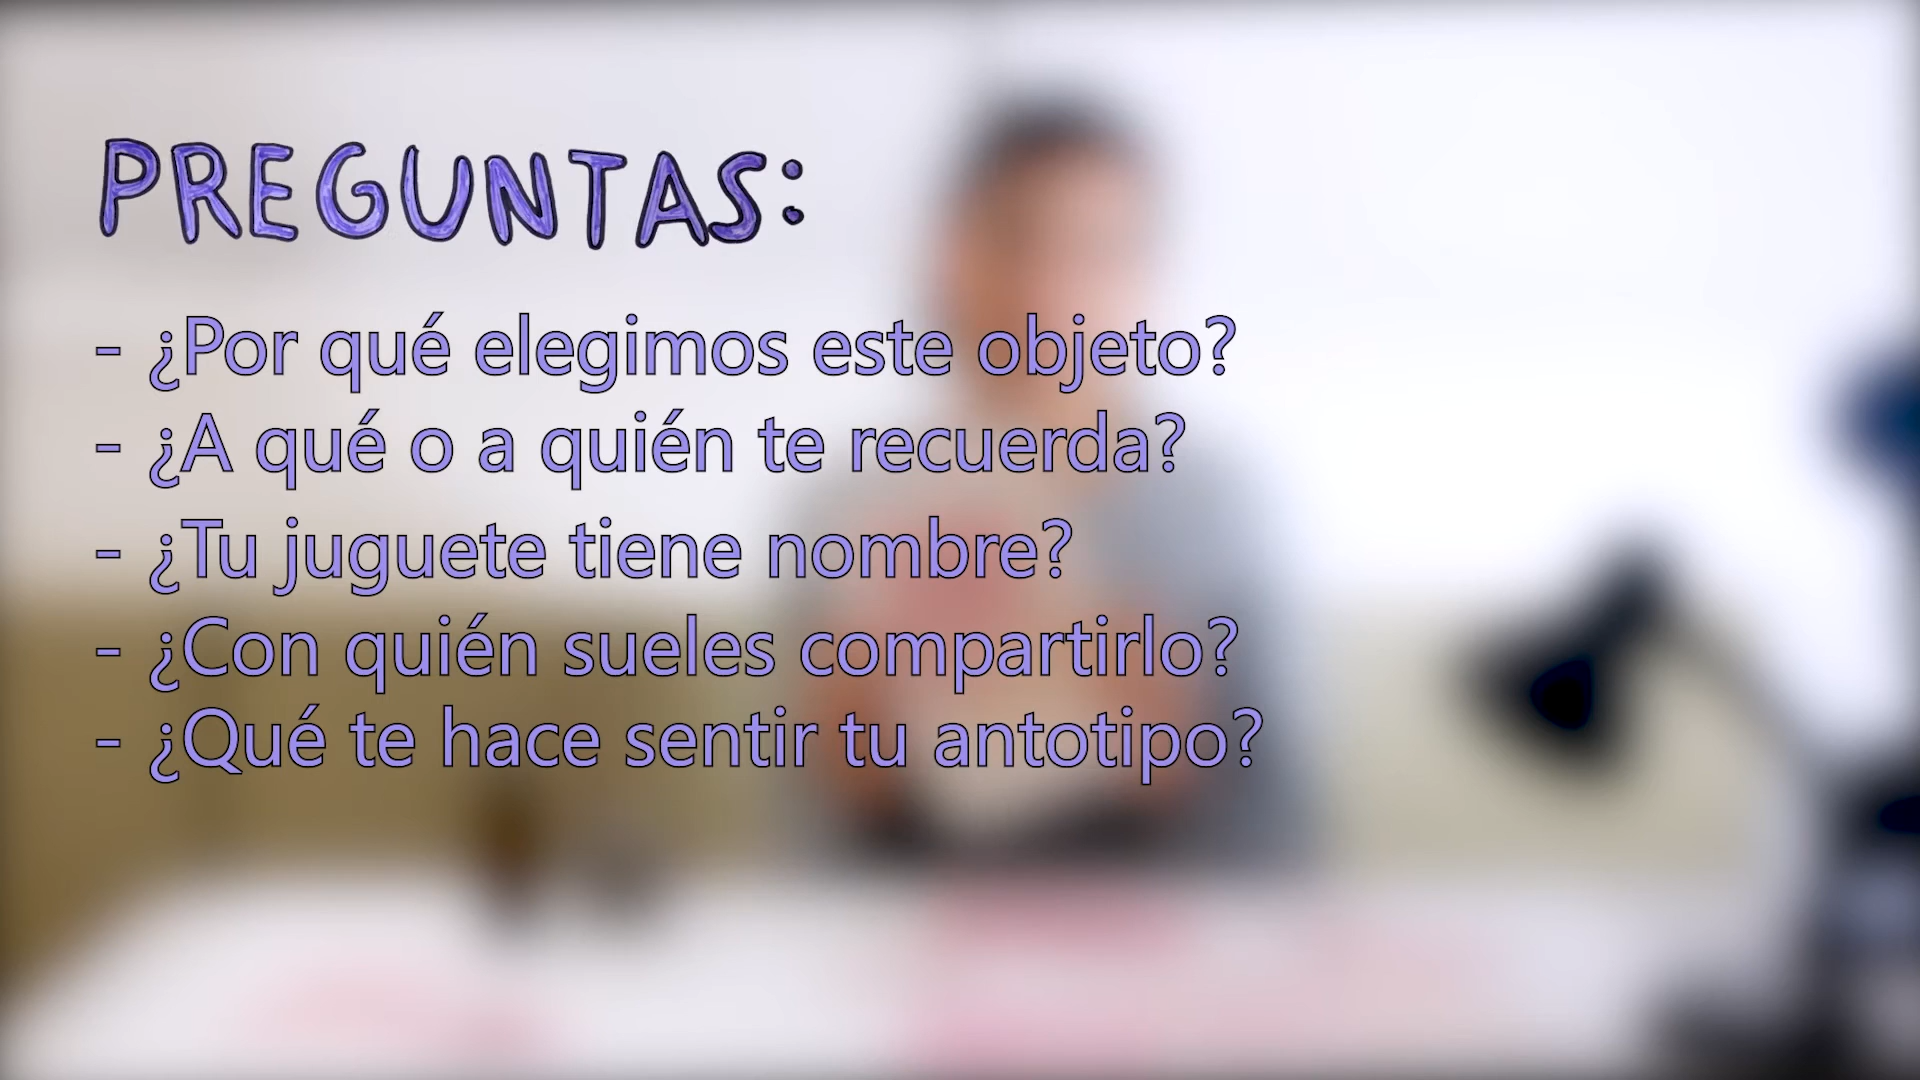 PREGUNTAS:
- ¿Por qué elegimos este objeto?
- ¿A qué o a quién te recuerda?
- ¿Tu juguete tiene nombre?
- ¿Con quién sueles compartirlo?
- ¿Qué te hace sentir tu antotipo?